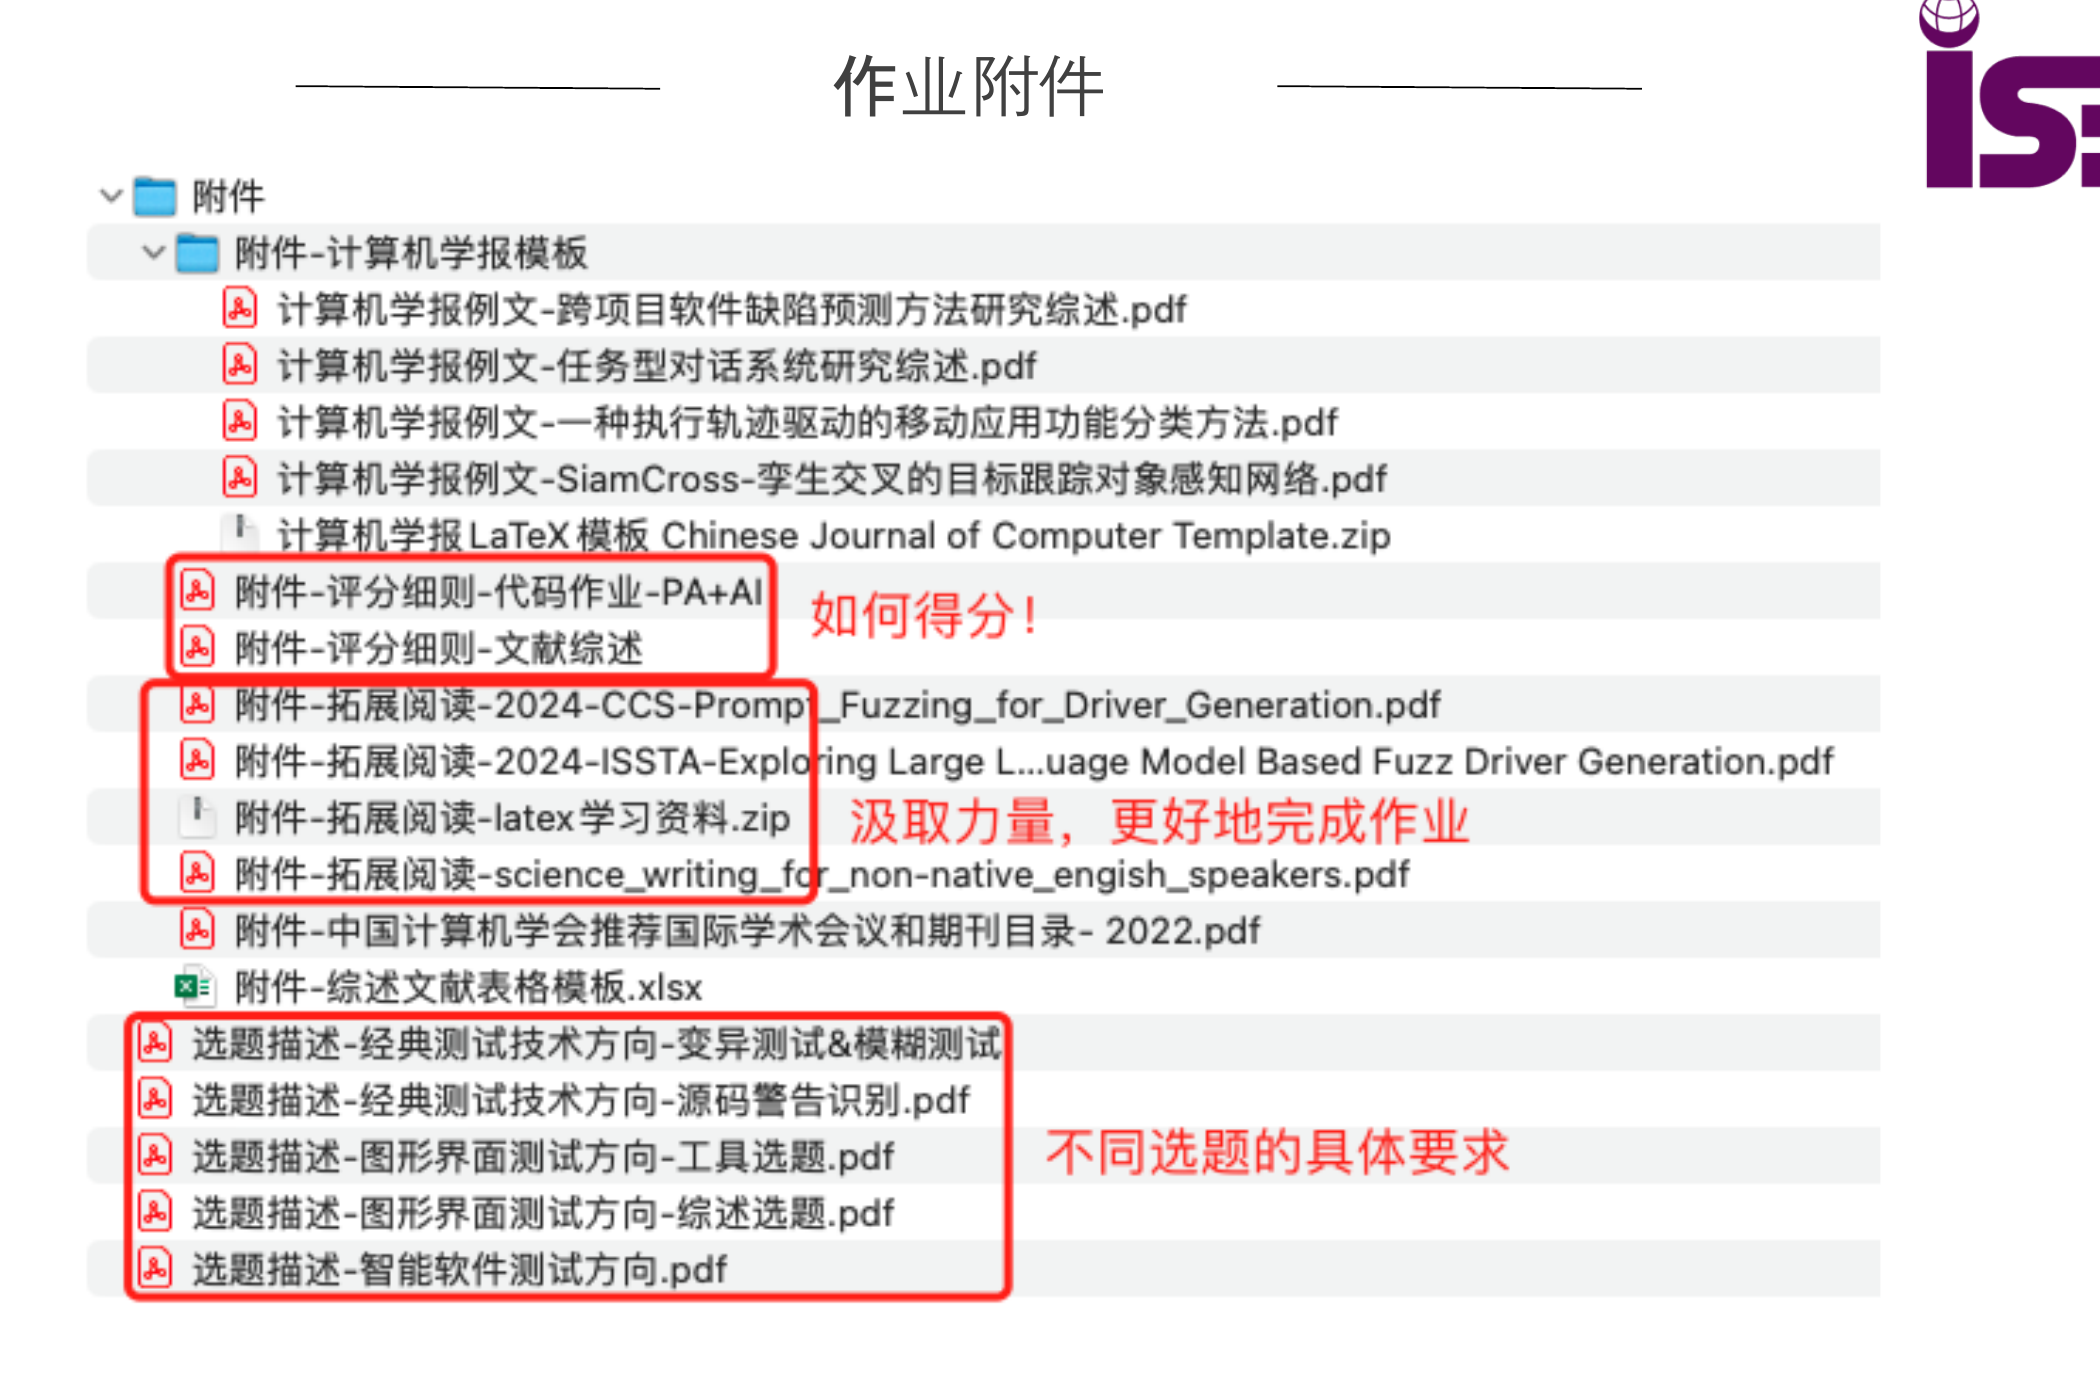 作业附件
iSE
附件
附件-计算机学报模板
计算机学报例文-跨项目软件缺陷预测方法研究综述.pdf
计算机学报例文-任务型对话系统研究综述.pdf
计算机学报例文-一种执行轨迹驱动的移动应用功能分类方法.pdf
计算机学报例文-SiamCross-孪生交叉的目标跟踪对象感知网络.pdf
计算机学报LaTeX模板 Chinese Journal of Computer Template.zip
附件-评分细则-代码作业-PA+AI
如何得分！
附件-评分细则-文献综述
附件-拓展阅读-2024-CCS-Prompt_Fuzzing_for_Driver_Generation.pdf
附件-拓展阅读-2024-ISSTA-Exploring Large L...uage Model Based Fuzz Driver Generation.pdf
附件-拓展阅读-latex学习资料.zip
汲取力量，更好地完成作业
附件-拓展阅读-science_writing_for_non-native_engish_speakers.pdf
附件-中国计算机学会推荐国际学术会议和期刊目录- 2022.pdf
附件-综述文献表格模板.xlsx
选题描述-经典测试技术方向-变异测试&模糊测试
选题描述-经典测试技术方向-源码警告识别.pdf
选题描述-图形界面测试方向-工具选题.pdf
不同选题的具体要求
选题描述-图形界面测试方向-综述选题.pdf
选题描述-智能软件测试方向.pdf